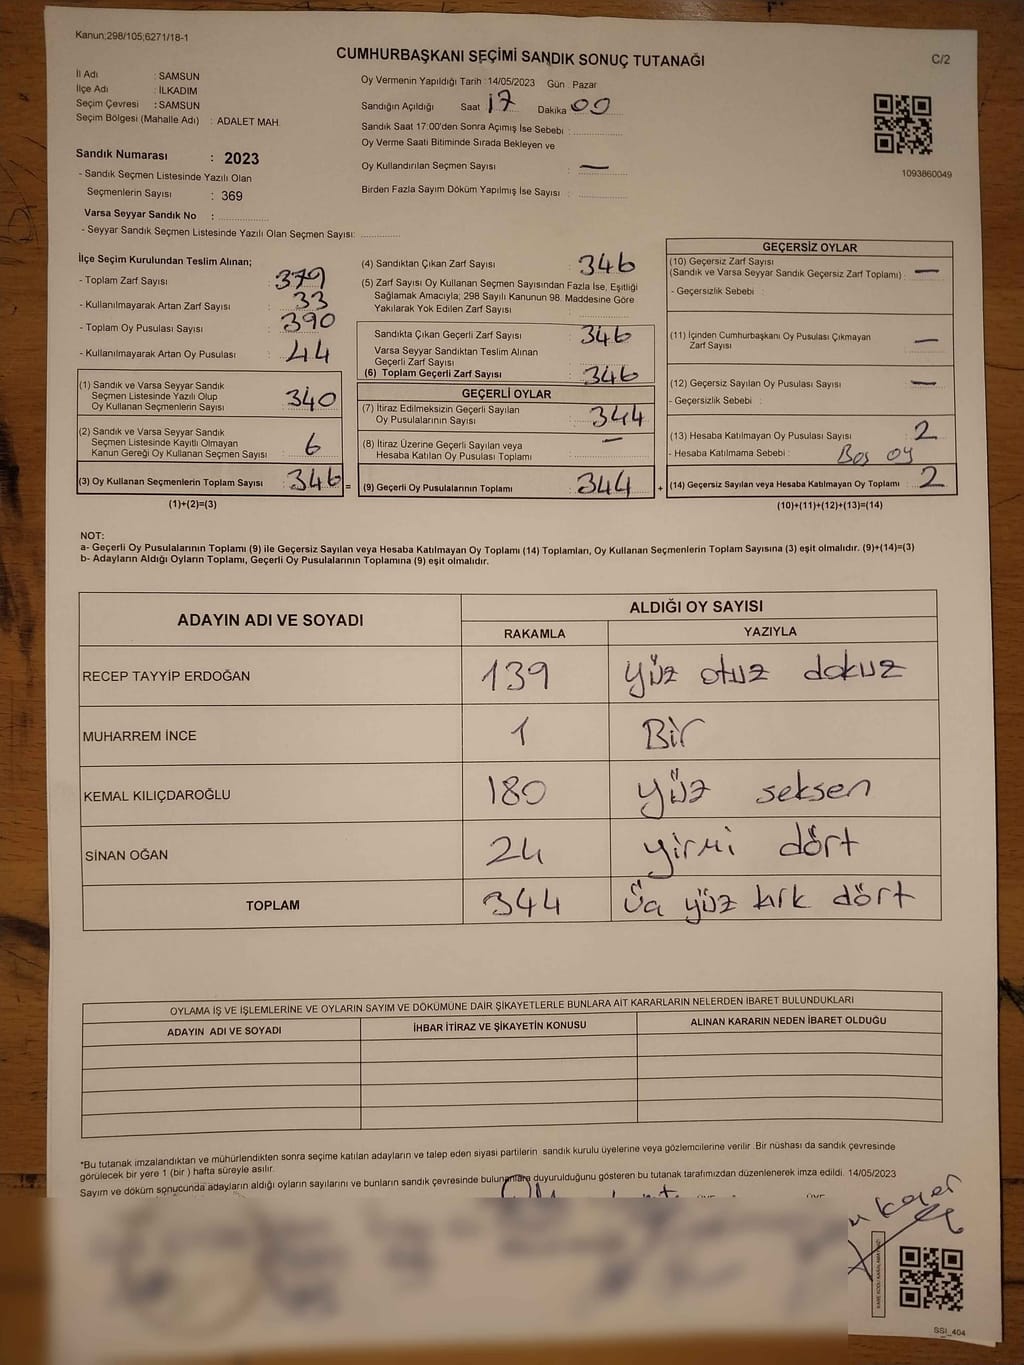 Kanun;298/105;6271/18-1
CUMHURBAŞKANI SEÇİMİ SANDIK SONUÇ TUTANAĞI
C/2
İl Adı : SAMSUN
İlçe Adı : İLKADIM
Seçim Çevresi : SAMSUN
Seçim Bölgesi (Mahalle Adı) : ADALET MAH.
Sandık Numarası : 2023
- Sandık Seçmen Listesinde Yazılı Olan
Seçmenlerin Sayısı : 369
Varsa Seyyar Sandık No :
- Seyyar Sandık Seçmen Listesinde Yazılı Olan Seçmen Sayısı:
Oy Vermenin Yapıldığı Tarih :14/05/2023 Gün : Pazar
Sandığın Açıldığı Saat 17 Dakika 00
Sandık Saat 17:00'den Sonra Açımış İse Sebebi :
Oy Verme Saati Bitiminde Sırada Bekleyen ve
Oy Kullandırılan Seçmen Sayısı : —
Birden Fazla Sayım Döküm Yapılmış İse Sayısı :
1093860049
İlçe Seçim Kurulundan Teslim Alınan;
- Toplam Zarf Sayısı : 379
- Kullanılmayarak Artan Zarf Sayısı : 33
- Toplam Oy Pusulası Sayısı : 390
- Kullanılmayarak Artan Oy Pusulası : 44
(1) Sandık ve Varsa Seyyar Sandık
Seçmen Listesinde Yazılı Olup
Oy Kullanan Seçmenlerin Sayısı : 340
(2) Sandık ve Varsa Seyyar Sandık
Seçmen Listesinde Kayıtlı Olmayan
Kanun Gereği Oy Kullanan Seçmen Sayısı : 6
(3) Oy Kullanan Seçmenlerin Toplam Sayısı : 346 =
(1)+(2)=(3)
(4) Sandıktan Çıkan Zarf Sayısı : 346
(5) Zarf Sayısı Oy Kullanan Seçmen Sayısından Fazla İse, Eşitliği
Sağlamak Amacıyla; 298 Sayılı Kanunun 98. Maddesine Göre
Yakılarak Yok Edilen Zarf Sayısı :
Sandıkta Çıkan Geçerli Zarf Sayısı : 346
Varsa Seyyar Sandıktan Teslim Alınan
Geçerli Zarf Sayısı :
(6) Toplam Geçerli Zarf Sayısı : 346
GEÇERLİ OYLAR
(7) İtiraz Edilmeksizin Geçerli Sayılan
Oy Pusulalarının Sayısı : 344
(8) İtiraz Üzerine Geçerli Sayılan veya
Hesaba Katılan Oy Pusulası Toplamı : —
(9) Geçerli Oy Pusulalarının Toplamı : 344 +
GEÇERSİZ OYLAR
(10) Geçersiz Zarf Sayısı
(Sandık ve Varsa Seyyar Sandık Geçersiz Zarf Toplamı) : —
- Geçersizlik Sebebi :
(11) İçinden Cumhurbaşkanı Oy Pusulası Çıkmayan
Zarf Sayısı : —
(12) Geçersiz Sayılan Oy Pusulası Sayısı : —
- Geçersizlik Sebebi :
(13) Hesaba Katılmayan Oy Pusulası Sayısı : 2
- Hesaba Katılmama Sebebi : Boş oy
(14) Geçersiz Sayılan veya Hesaba Katılmayan Oy Toplamı : 2
(10)+(11)+(12)+(13)=(14)
NOT:
a- Geçerli Oy Pusulalarının Toplamı (9) ile Geçersiz Sayılan veya Hesaba Katılmayan Oy Toplamı (14) Toplamları, Oy Kullanan Seçmenlerin Toplam Sayısına (3) eşit olmalıdır. (9)+(14)=(3)
b- Adayların Aldığı Oyların Toplamı, Geçerli Oy Pusulalarının Toplamına (9) eşit olmalıdır.
ADAYIN ADI VE SOYADI
ALDIĞI OY SAYISI
RAKAMLA YAZIYLA
RECEP TAYYİP ERDOĞAN 139 yüz otuz dokuz
MUHARREM İNCE 1 Bir
KEMAL KILIÇDAROĞLU 180 yüz seksen
SİNAN OĞAN 24 yirmi dört
TOPLAM 344 üç yüz kırk dört
OYLAMA İŞ VE İŞLEMLERİNE VE OYLARIN SAYIM VE DÖKÜMÜNE DAİR ŞİKAYETLERLE BUNLARA AİT KARARLARIN NELERDEN İBARET BULUNDUKLARI
ADAYIN ADI VE SOYADI İHBAR İTİRAZ VE ŞİKAYETİN KONUSU ALINAN KARARIN NEDEN İBARET OLDUĞU
*Bu tutanak imzalandıktan ve mühürlendikten sonra seçime katılan adayların ve talep eden siyasi partilerin sandık kurulu üyelerine veya gözlemcilerine verilir. Bir nüshası da sandık çevresinde
görülecek bir yere 1 (bir) hafta süreyle asılır.
Sayım ve döküm sonucunda adayların aldığı oyların sayılarını ve bunların sandık çevresinde bulunanlara duyurulduğunu gösteren bu tutanak tarafımızdan düzenlenerek imza edildi. 14/05/2023
SSI_404